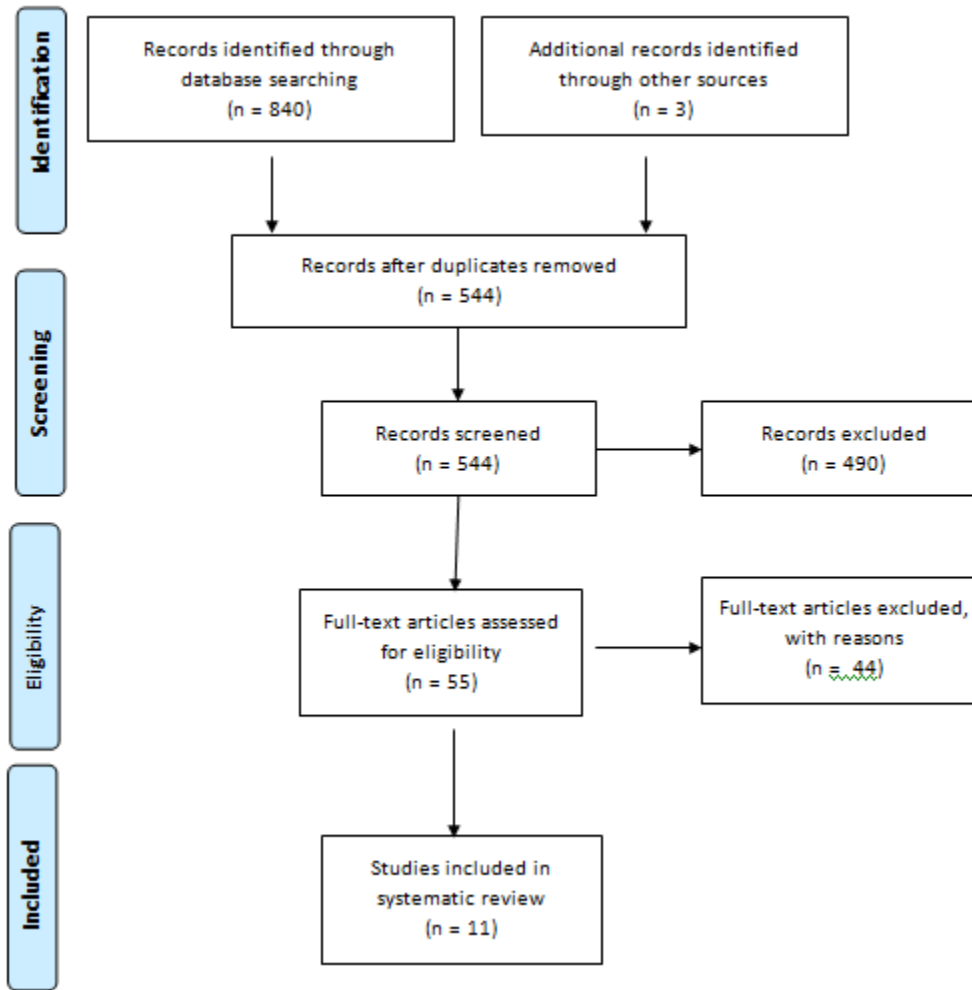 Identification
Records identified through
database searching
(n = 840)
Additional records identified
through other sources
(n = 3)
Records after duplicates removed
(n = 544)
Screening
Records screened
(n = 544)
Records excluded
(n = 490)
Eligibility
Full-text articles assessed
for eligibility
(n = 55)
Full-text articles excluded,
with reasons
(n = 44)
Included
Studies included in
systematic review
(n = 11)